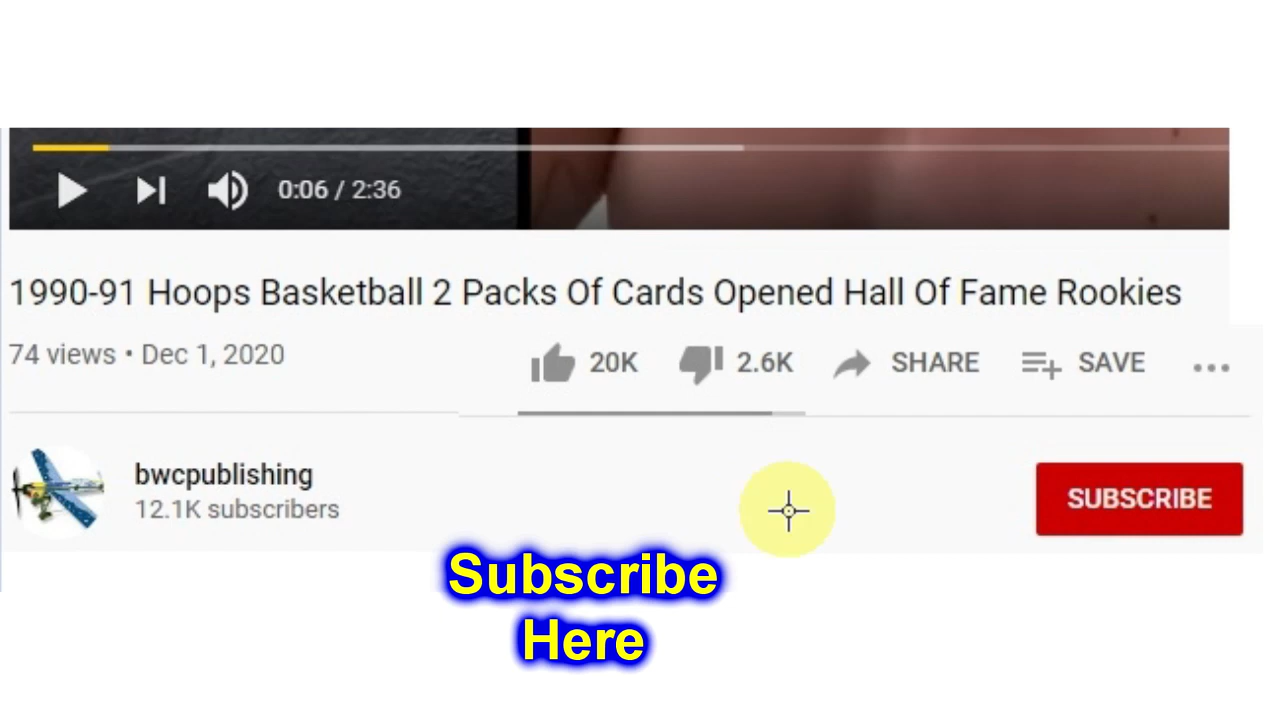 0:06 / 2:36
1990-91 Hoops Basketball 2 Packs Of Cards Opened Hall Of Fame Rookies
74 views • Dec 1, 2020
20K 2.6K SHARE SAVE
bwcpublishing
12.1K subscribers
SUBSCRIBE
Subscribe
Here